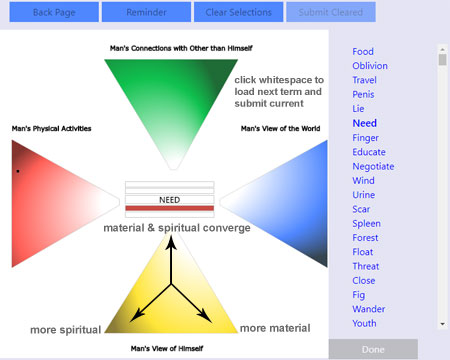 Back Page
Reminder
Clear Selections
Submit Cleared
Man's Connections with Other than Himself
click whitespace to
load next term and
submit current
Man's Physical Activities
Man's View of the World
NEED
material & spiritual converge
more spiritual
more material
Man's View of Himself
Food
Oblivion
Travel
Penis
Lie
Need
Finger
Educate
Negotiate
Wind
Urine
Scar
Spleen
Forest
Float
Threat
Close
Fig
Wander
Youth
Done